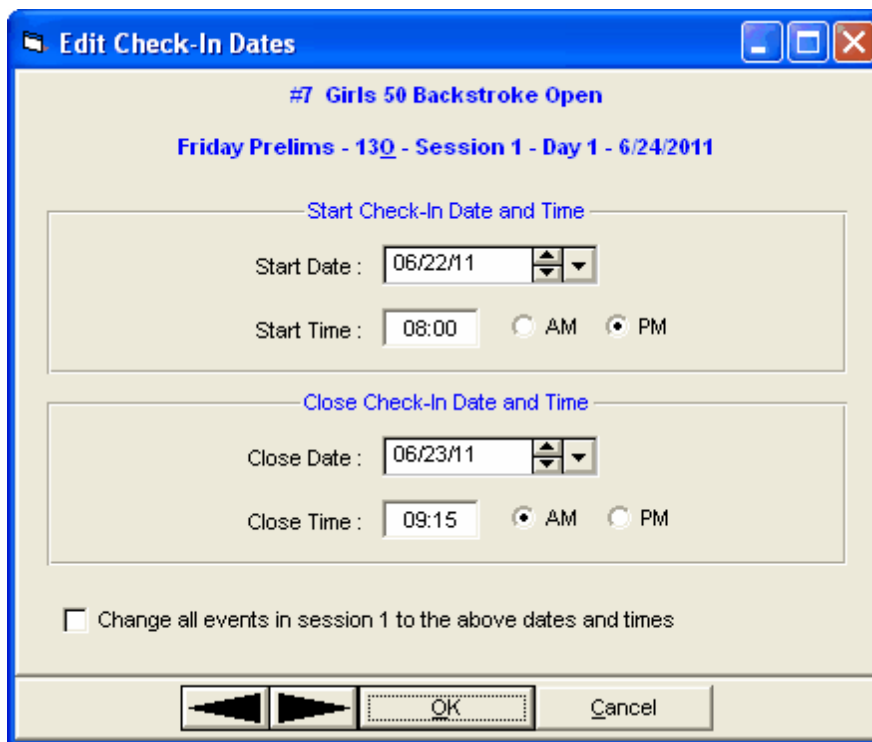 Edit Check-In Dates
#7 Girls 50 Backstroke Open
Friday Prelims - 13O - Session 1 - Day 1 - 6/24/2011
Start Check-In Date and Time
Start Date : 06/22/11
Start Time : 08:00 AM PM
Close Check-In Date and Time
Close Date : 06/23/11
Close Time : 09:15 AM PM
Change all events in session 1 to the above dates and times
OK Cancel